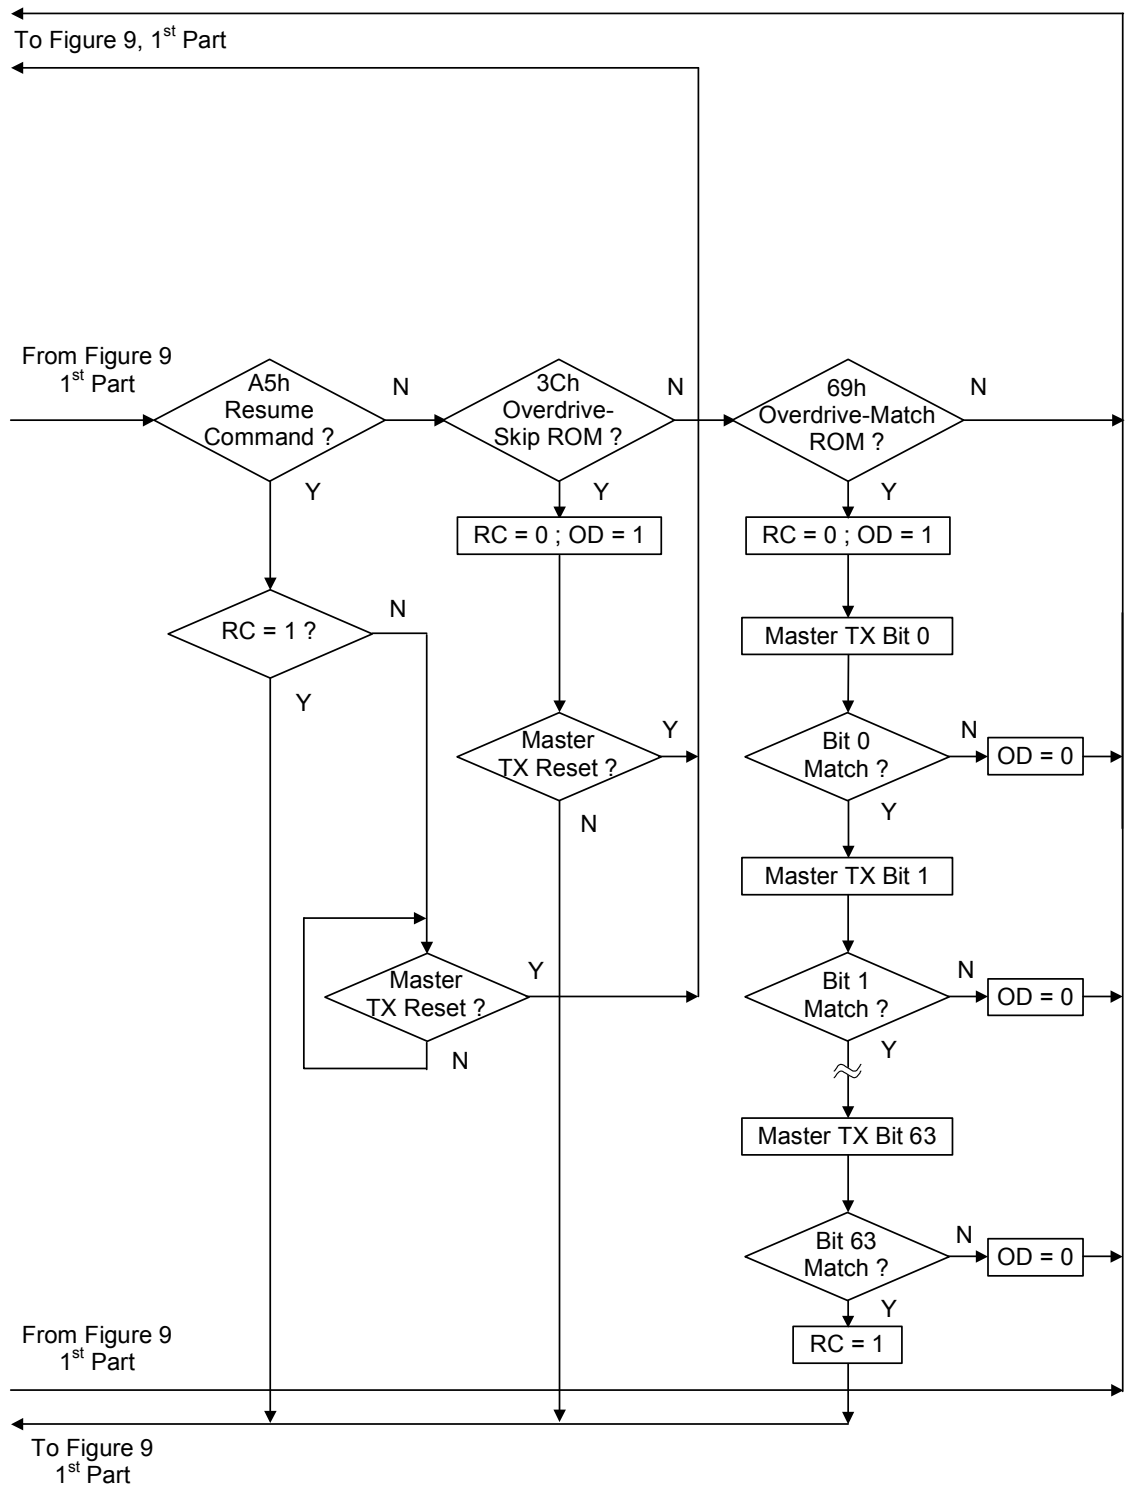 To Figure 9, 1st Part
From Figure 9
1st Part
A5h
Resume
Command ?
N
Y
3Ch
Overdrive-
Skip ROM ?
N
Y
69h
Overdrive-Match
ROM ?
N
Y
RC = 0 ; OD = 1
RC = 0 ; OD = 1
RC = 1 ?
N
Y
Master TX Bit 0
Master
TX Reset ?
Y
N
Bit 0
Match ?
N
OD = 0
Y
Master TX Bit 1
Master
TX Reset ?
Y
N
Bit 1
Match ?
N
OD = 0
Y
Master TX Bit 63
Bit 63
Match ?
N
OD = 0
Y
RC = 1
From Figure 9
1st Part
To Figure 9
1st Part